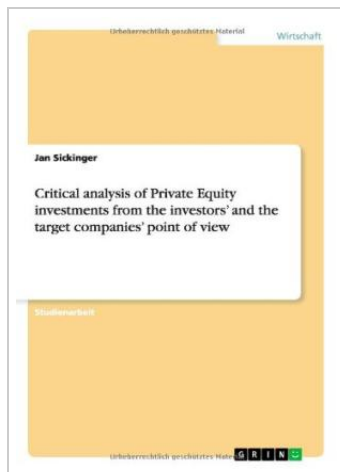 Urheberrechtlich geschütztes Material
Wirtschaft
Jan Sickinger
Critical analysis of Private Equity
investments from the investors' and the
target companies' point of view
Studienarbeit
Urheberrechtlich geschütztes Mater
GRIN